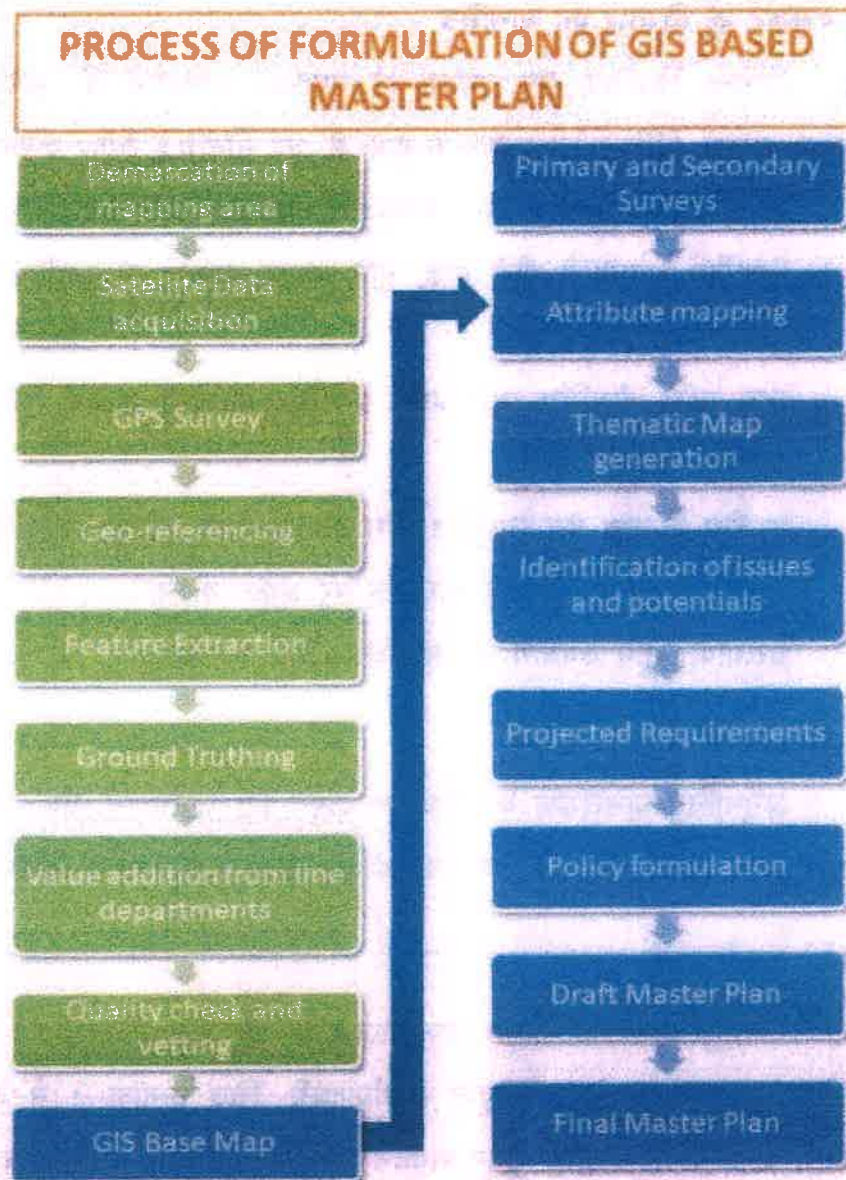 PROCESS OF FORMULATION OF GIS BASED
MASTER PLAN
Demarcation of
mapping area
Satellite Data
acquisition
GPS Survey
Geo-referencing
Feature Extraction
Ground Truthing
Value addition from line
departments
Quality check and
vetting
GIS Base Map
Primary and Secondary
Surveys
Attribute mapping
Thematic Map
generation
Identification of issues
and potentials
Projected Requirements
Policy formulation
Draft Master Plan
Final Master Plan